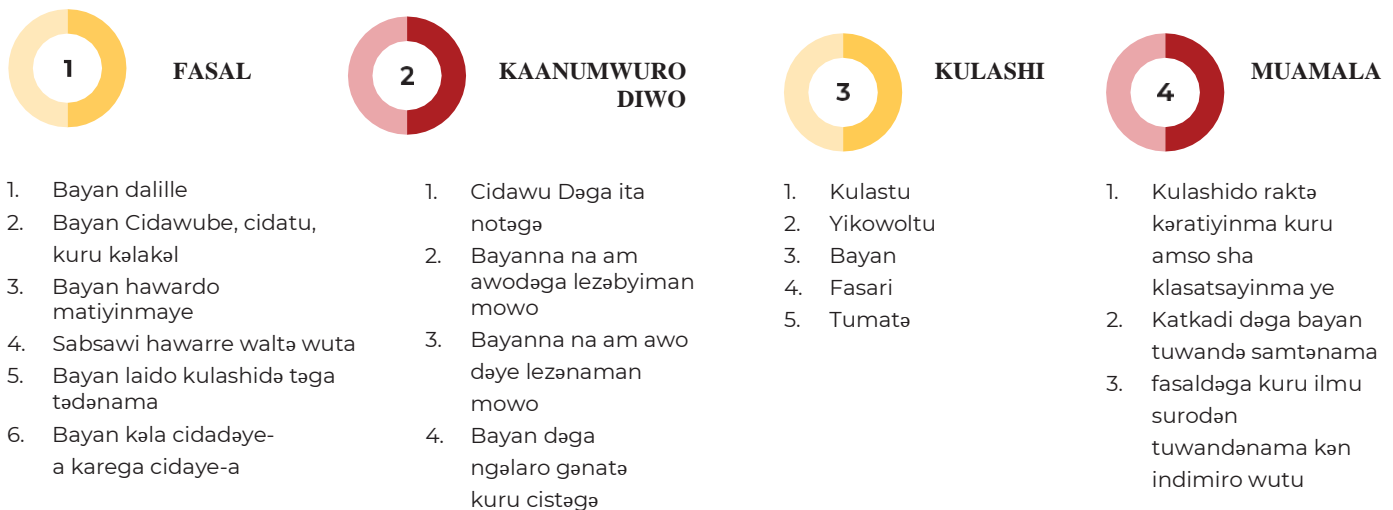 1
FASAL
1. Bayan dalille
2. Bayan Cidawube, cidatu,
kuru kəlakəl
3. Bayan hawardo
matiyinmaye
4. Sabsawi hawarre waltə wuta
5. Bayan laido kulashidə təga
tədənama
6. Bayan kəla cidadəye-
a karega cidaye-a
2
KAANUMWURO
DIWO
1. Cidawu Dəga ita
notəgə
2. Bayanna na am
awodəga lezəbyiman
mowo
3. Bayanna na am awo
dəye lezənaman
mowo
4. Bayan dəga
ngəlaro gənatə
kuru cistəgə
3
KULASHI
1. Kulastu
2. Yikowoltu
3. Bayan
4. Fasari
5. Tumatə
4
MUAMALA
1. Kulashido raktə
kəratiyinma kuru
amso sha
klasatsayinma ye
2. Katkadi dəga bayan
tuwandə samtənama
3. fasaldəga kuru ilmu
surodən
tuwandənama kən
indimiro wutu